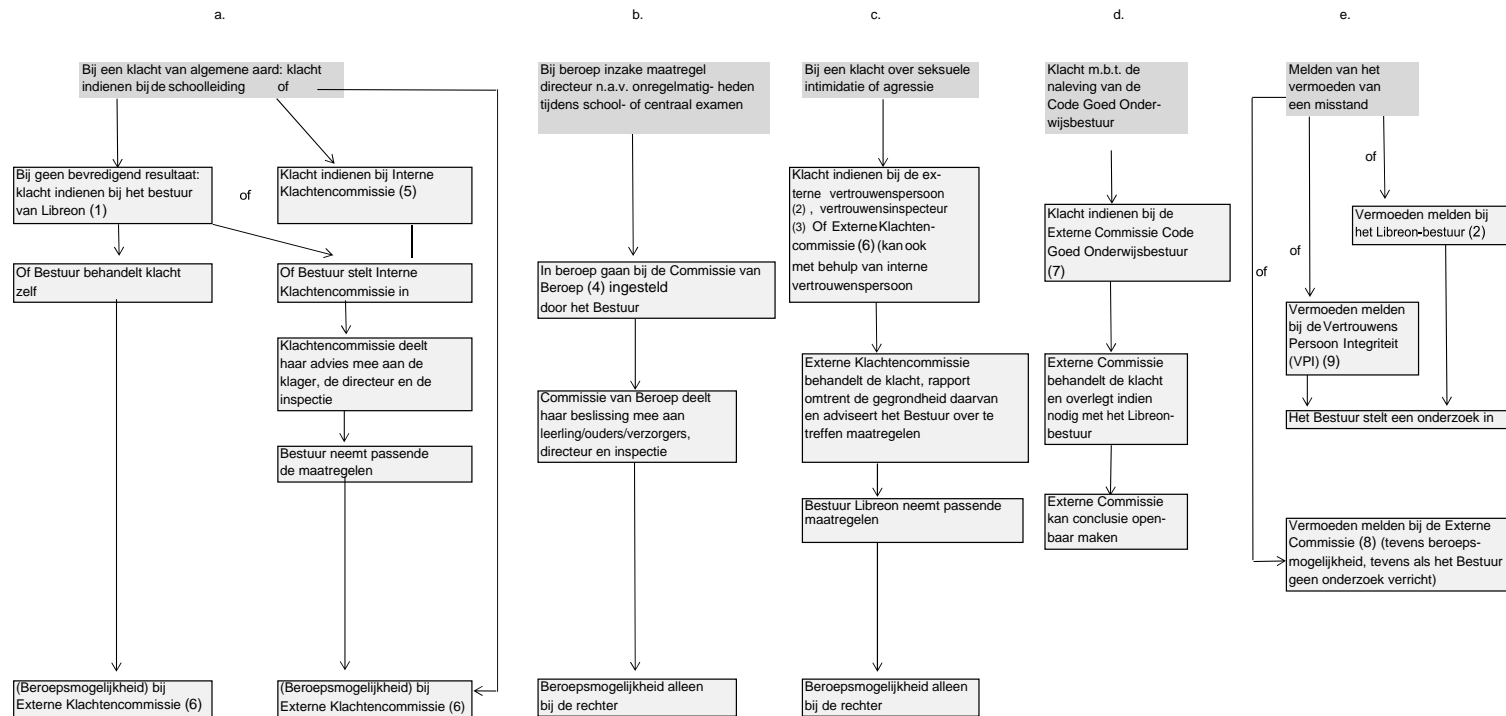 a.
b.
c.
d.
e.
Bij een klacht van algemene aard: klacht
indienen bij de schoolleiding of
Bij geen bevredigend resultaat:
klacht indienen bij het bestuur
van Libreon (1)
of
Klacht indienen bij Interne
Klachtencommissie (5)
Of Bestuur behandelt klacht
zelf
Of Bestuur stelt Interne
Klachtencommissie in
Klachtencommissie deelt
haar advies mee aan de
klager, de directeur en de
inspectie
Bestuur neemt passende
de maatregelen
(Beroepsmogelijkheid) bij
Externe Klachtencommissie (6)
(Beroepsmogelijkheid) bij
Externe Klachtencommissie (6)
Bij beroep inzake maatregel
directeur n.a.v. onregelmatig- heden
tijdens school- of centraal examen
In beroep gaan bij de Commissie van
Beroep (4) ingesteld
door het Bestuur
Commissie van Beroep deelt
haar beslissing mee aan
leerling/ouders/verzorgers,
directeur en inspectie
Beroepsmogelijkheid alleen
bij de rechter
Bij een klacht over seksuele
intimidatie of agressie
Klacht indienen bij de ex-
terne vertrouwenspersoon
(2) , vertrouwensinspecteur
(3) Of Externe Klachten-
commissie (6) (kan ook
met behulp van interne
vertrouwenspersoon
Externe Klachtencommissie
behandelt de klacht, rapport
omtrent de gegrondheid daarvan
en adviseert het Bestuur over te
treffen maatregelen
Bestuur Libreon neemt passende
maatregelen
Beroepsmogelijkheid alleen
bij de rechter
Klacht m.b.t. de
naleving van de
Code Goed Onder-
wijsbestuur
Klacht indienen bij de
Externe Commissie Code
Goed Onderwijsbestuur
(7)
Externe Commissie
behandelt de klacht
en overlegt indien
nodig met het Libreon-
bestuur
Externe Commissie
kan conclusie open-
baar maken
Melden van het
vermoeden van
een misstand
of
Vermoeden melden bij
het Libreon-bestuur (2)
of
of
Vermoeden melden
bij de Vertrouwens
Persoon Integriteit
(VPI) (9)
Het Bestuur stelt een onderzoek in
Vermoeden melden bij de Externe
Commissie (8) (tevens beroeps-
mogelijkheid, tevens als het Bestuur
geen onderzoek verricht)